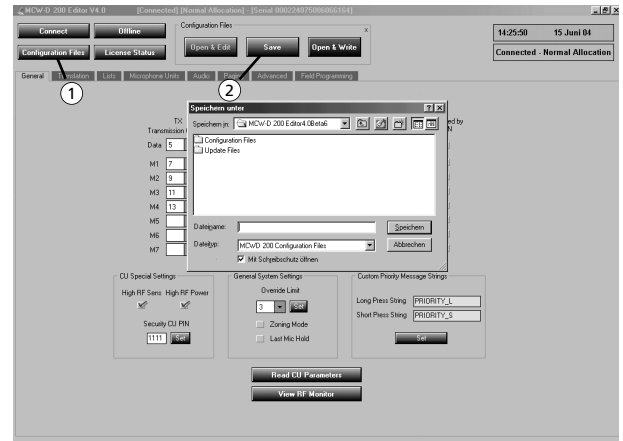 MCW-D 200 Editor V4.0 [Connected] [Normal Allocation] - [Serial 000224075006066164]
Connect Offline
Configuration Files
x
Configuration Files License Status
Open & Edit Save Open & Write
14:25:50 15 Juni 04
Connected - Normal Allocation
General Translation Lists Microphone Units Audio Paging Advanced Field Programming
1
2
TX
Speichern unter
Speichern in: MCW-D 200 Editor4.0Beta6
Configuration Files
Update Files
Data 5
M1 7
M2 9
M3 11
M4 13
M5
M6
M7
ed by
N
Dateiname: Speichern
Dateityp: MCWD 200 Configuration Files Abbrechen
Mit Schreibschutz öffnen
CU Special Settings
High RF Sens High RF Power
Security CU PIN
1111 Set
General System Settings
Override Limit
3 Set
Zoning Mode
Last Mic Hold
Custom Priority Message Strings
Long Press String PRIORITY_L
Short Press String PRIORITY_S
Set
Read CU Parameters
View RF Monitor